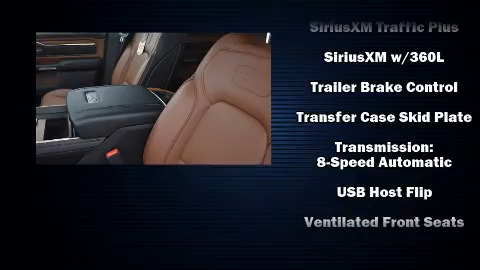 SiriusXM Traffic Plus
SiriusXM w/360L
Trailer Brake Control
Transfer Case Skid Plate
Transmission:
8-Speed Automatic
USB Host Flip
Ventilated Front Seats